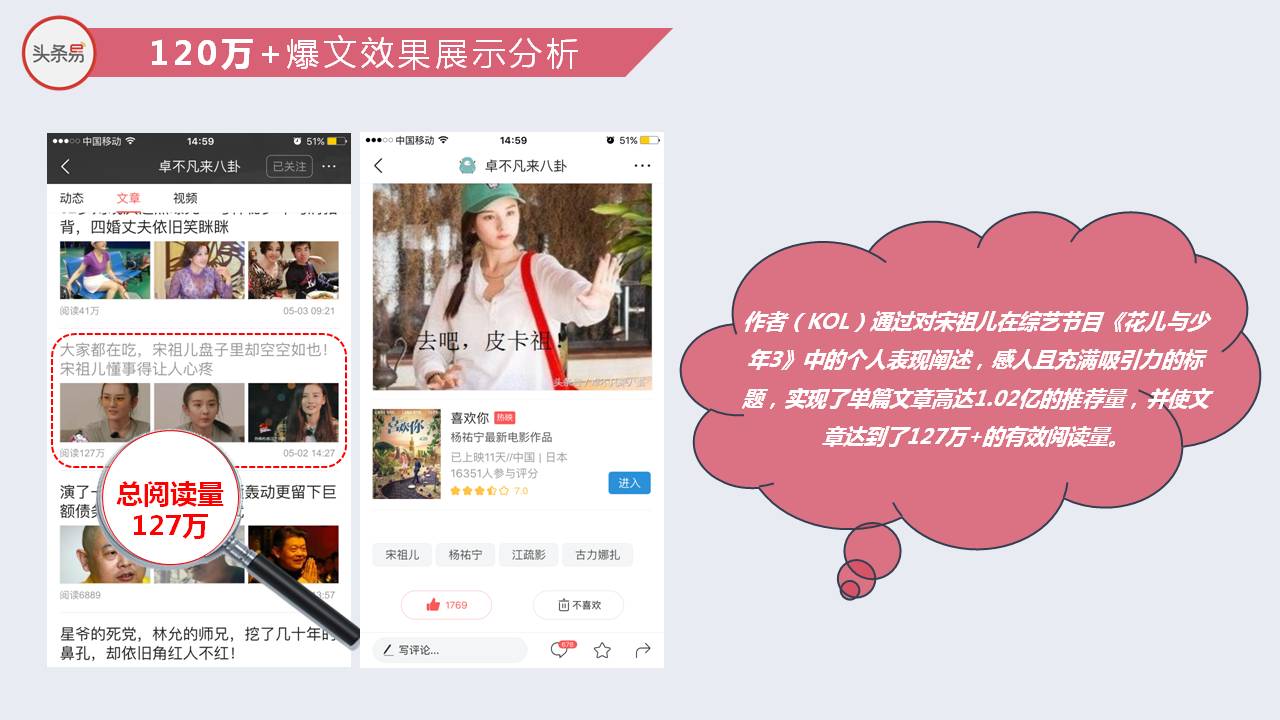 头条易
120万+爆文效果展示分析
中国移动 14:59 51%
卓不凡来八卦 已关注
动态 文章 视频
背，四婚丈夫依旧笑眯眯
阅读41万 05-03 09:21
大家都在吃，宋祖儿盘子里却空空如也！
宋祖儿懂事得让人心疼
阅读127万 05-02 14:27
演了一 轰动更留下巨
额债
总阅读量
127万
阅读6889 3:57
星爷的死党，林允的师兄，挖了几十年的
鼻孔，却依旧角红人不红！
中国移动 14:59 51%
卓不凡来八卦
去吧，皮卡祖！
喜欢你 热映
杨祐宁最新电影作品
已上映11天//中国 | 日本
16351人参与评分
7.0
进入
宋祖儿 杨祐宁 江疏影 古力娜扎
1769 不喜欢
写评论... 678
作者（KOL）通过对宋祖儿在综艺节目《花儿与少
年3》中的个人表现阐述，感人且充满吸引力的标
题，实现了单篇文章高达1.02亿的推荐量，并使文
章达到了127万+的有效阅读量。